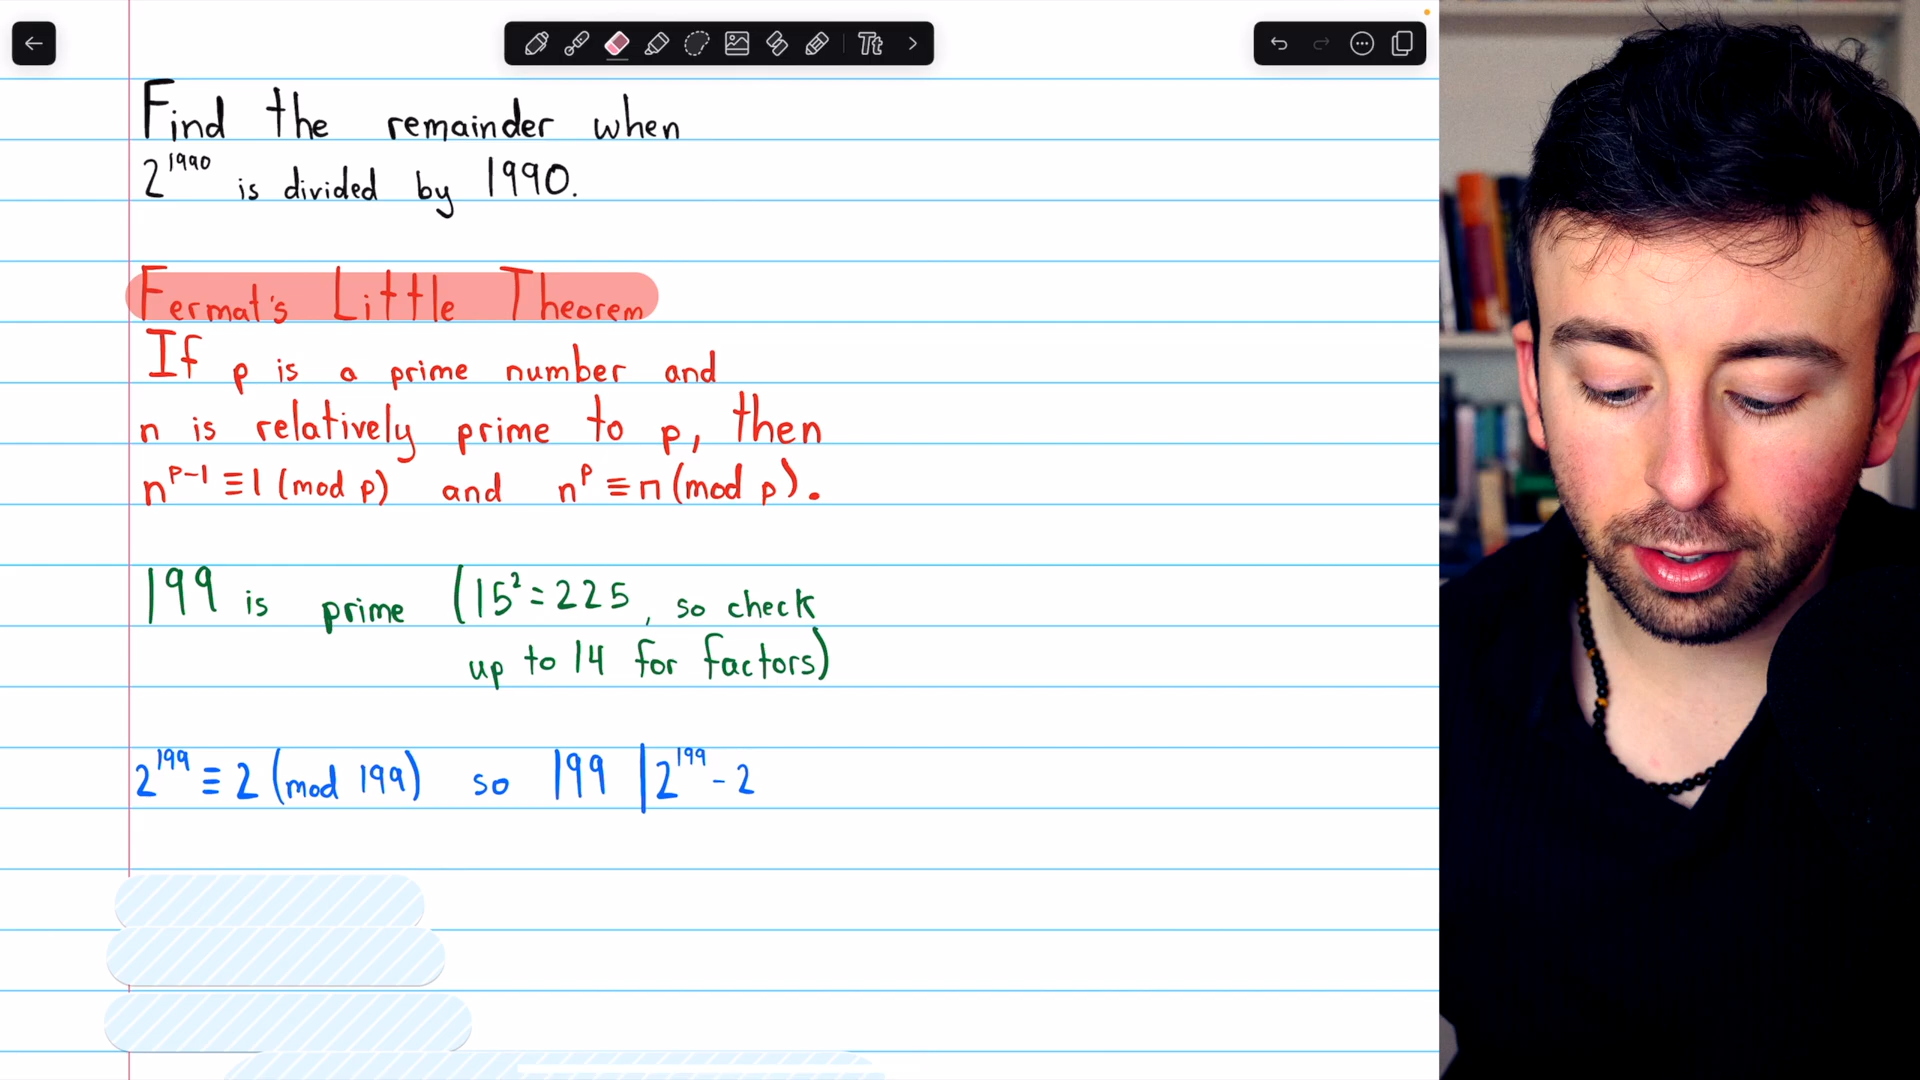 Tt
Find the remainder when
2^1990 is divided by 1990.
Fermat's Little Theorem
If p is a prime number and
n is relatively prime to p, then
n^p-1 ≡ 1 (mod p) and n^p ≡ n (mod p).
199 is prime (15² = 225, so check
up to 14 for factors)
2^199 ≡ 2 (mod 199) so 199 | 2^199 - 2